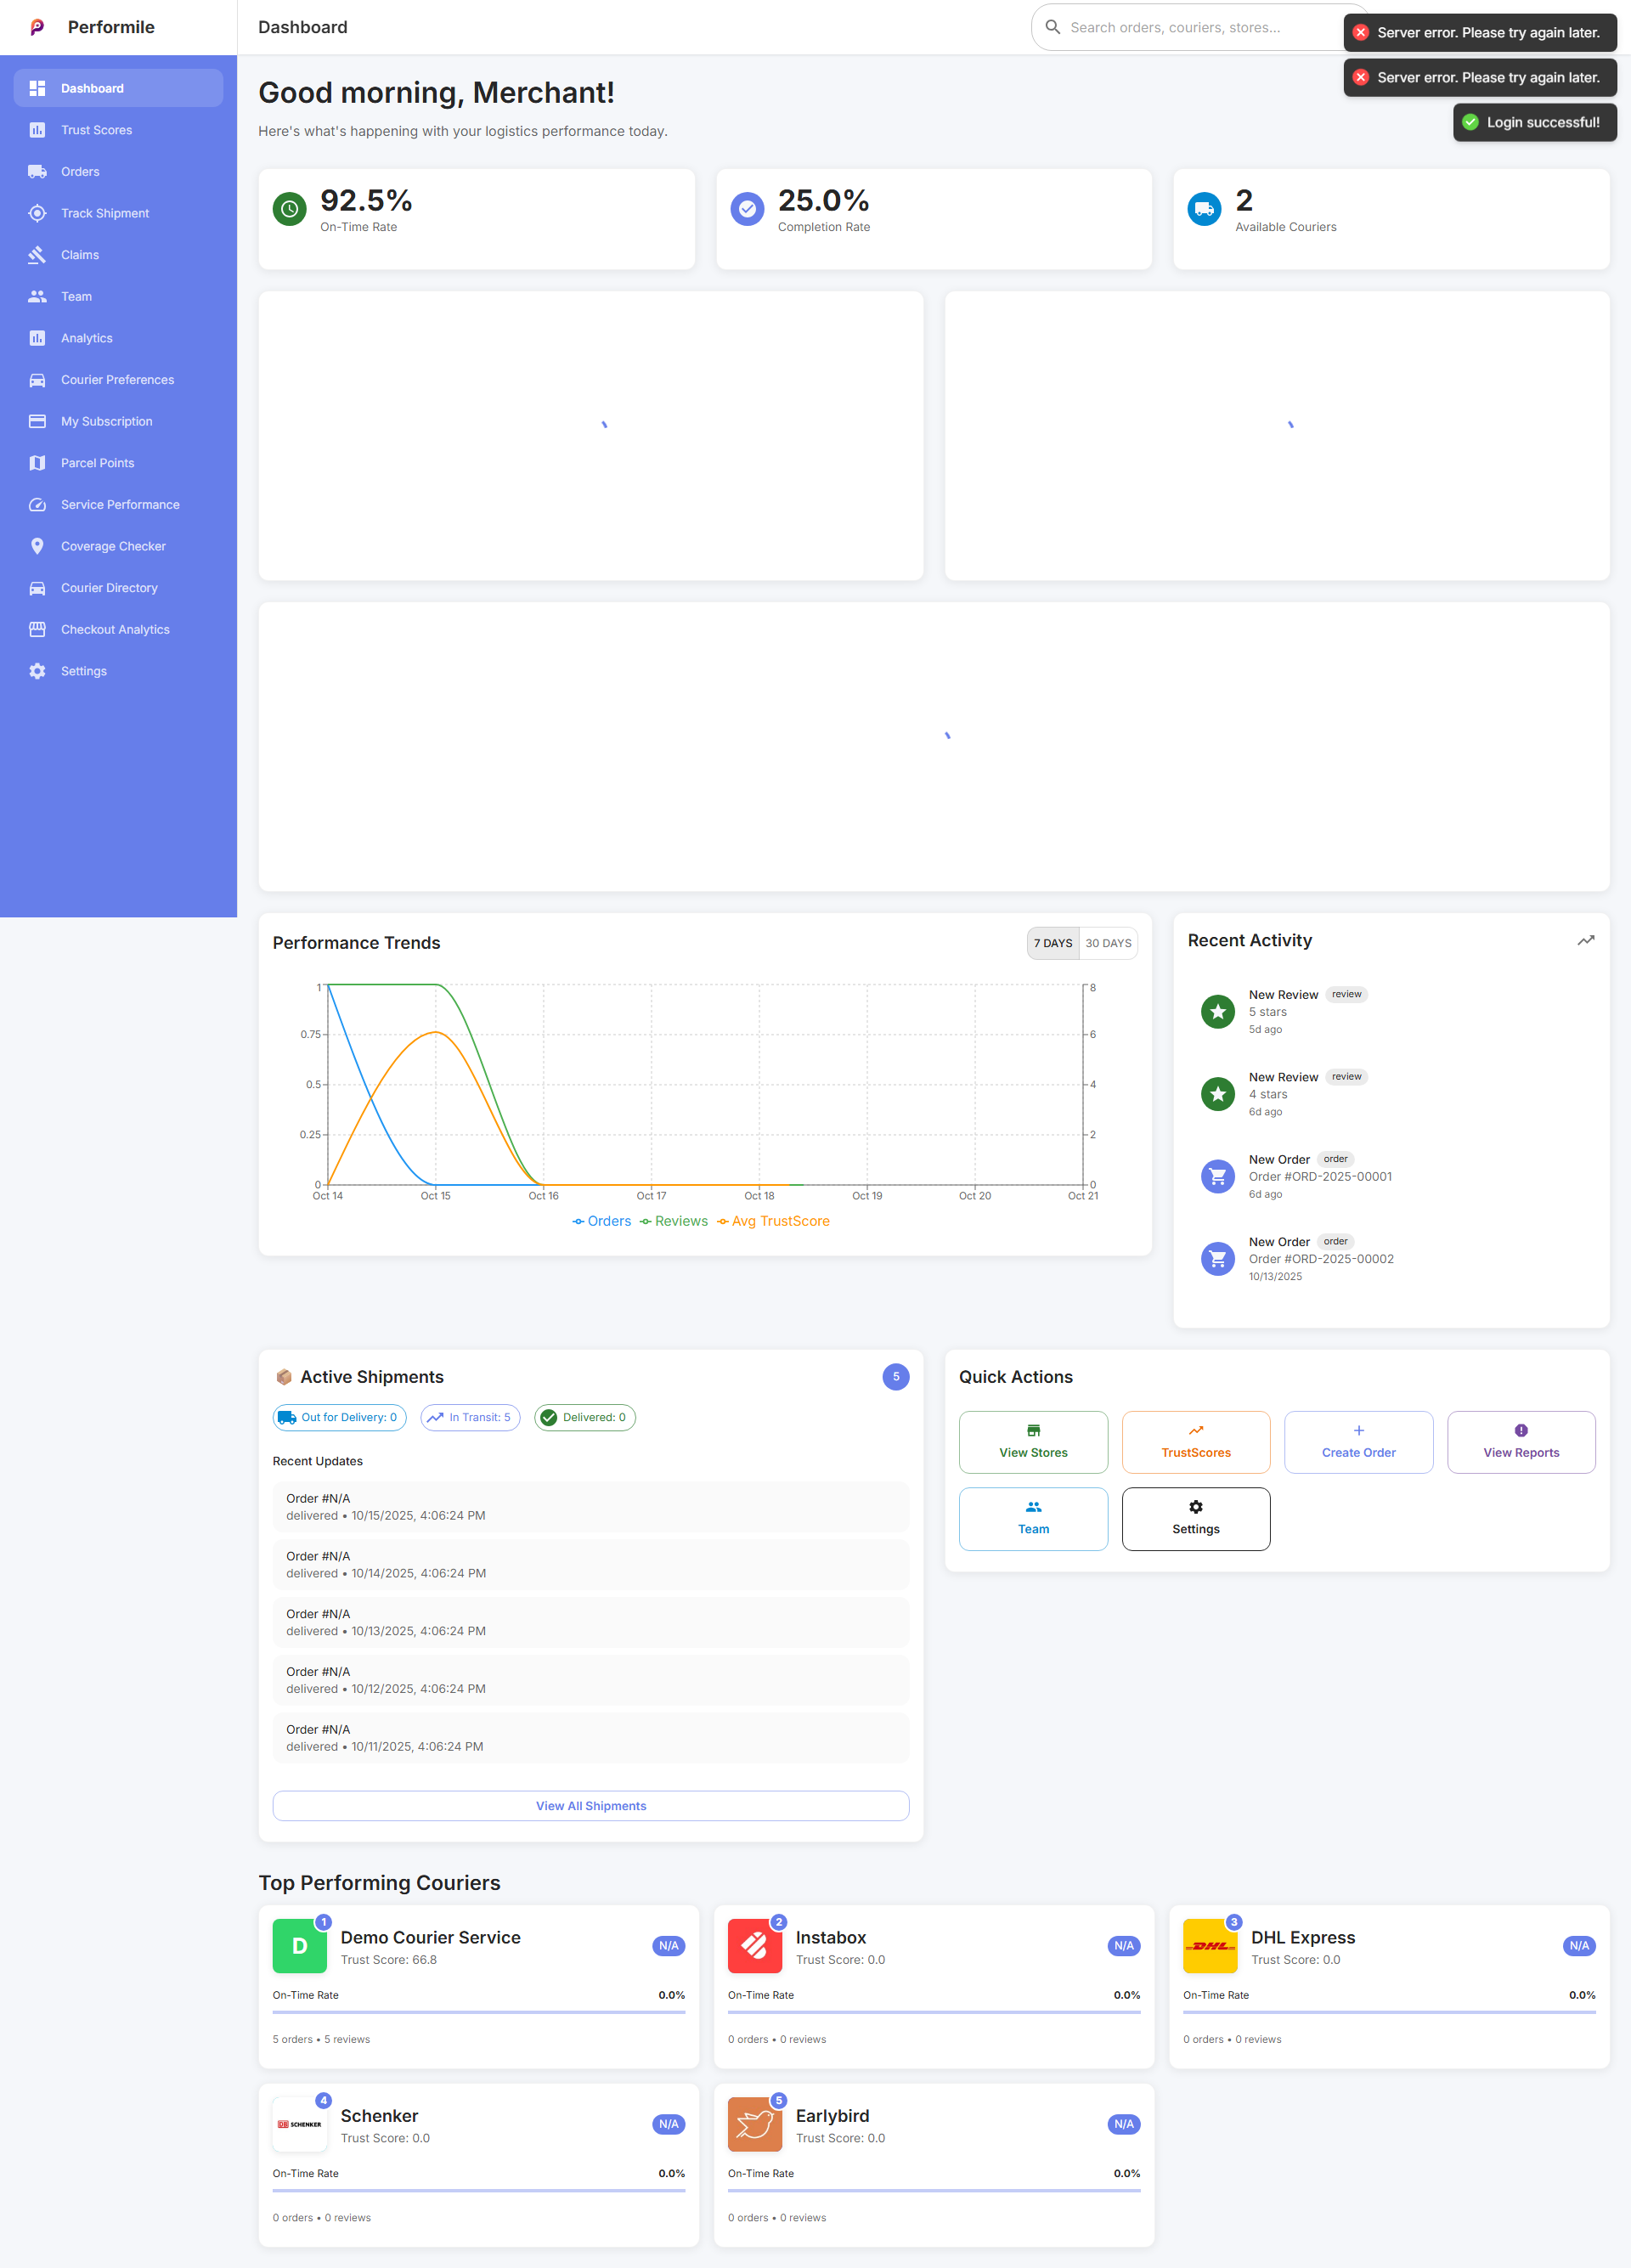 Performile
Dashboard
Search orders, couriers, stores...
Server error. Please try again later.
Server error. Please try again later.
Login successful!
Dashboard
Trust Scores
Orders
Track Shipment
Claims
Team
Analytics
Courier Preferences
My Subscription
Parcel Points
Service Performance
Coverage Checker
Courier Directory
Checkout Analytics
Settings
Good morning, Merchant!
Here's what's happening with your logistics performance today.
92.5%
On-Time Rate
25.0%
Completion Rate
2
Available Couriers
Performance Trends
7 DAYS 30 DAYS
1 8
0.75 6
0.5 4
0.25 2
0 0
Oct 14 Oct 15 Oct 16 Oct 17 Oct 18 Oct 19 Oct 20 Oct 21
Orders Reviews Avg TrustScore
Recent Activity
New Review review
5 stars
5d ago
New Review review
4 stars
6d ago
New Order order
Order #ORD-2025-00001
6d ago
New Order order
Order #ORD-2025-00002
10/13/2025
Active Shipments 5
Out for Delivery: 0 In Transit: 5 Delivered: 0
Recent Updates
Order #N/A
delivered • 10/15/2025, 4:06:24 PM
Order #N/A
delivered • 10/14/2025, 4:06:24 PM
Order #N/A
delivered • 10/13/2025, 4:06:24 PM
Order #N/A
delivered • 10/12/2025, 4:06:24 PM
Order #N/A
delivered • 10/11/2025, 4:06:24 PM
View All Shipments
Quick Actions
View Stores
TrustScores
Create Order
View Reports
Team
Settings
Top Performing Couriers
D
1
Demo Courier Service
N/A
Trust Score: 66.8
On-Time Rate 0.0%
5 orders • 5 reviews
2
Instabox
N/A
Trust Score: 0.0
On-Time Rate 0.0%
0 orders • 0 reviews
DHL
3
DHL Express
N/A
Trust Score: 0.0
On-Time Rate 0.0%
0 orders • 0 reviews
DB SCHENKER
4
Schenker
N/A
Trust Score: 0.0
On-Time Rate 0.0%
0 orders • 0 reviews
5
Earlybird
N/A
Trust Score: 0.0
On-Time Rate 0.0%
0 orders • 0 reviews